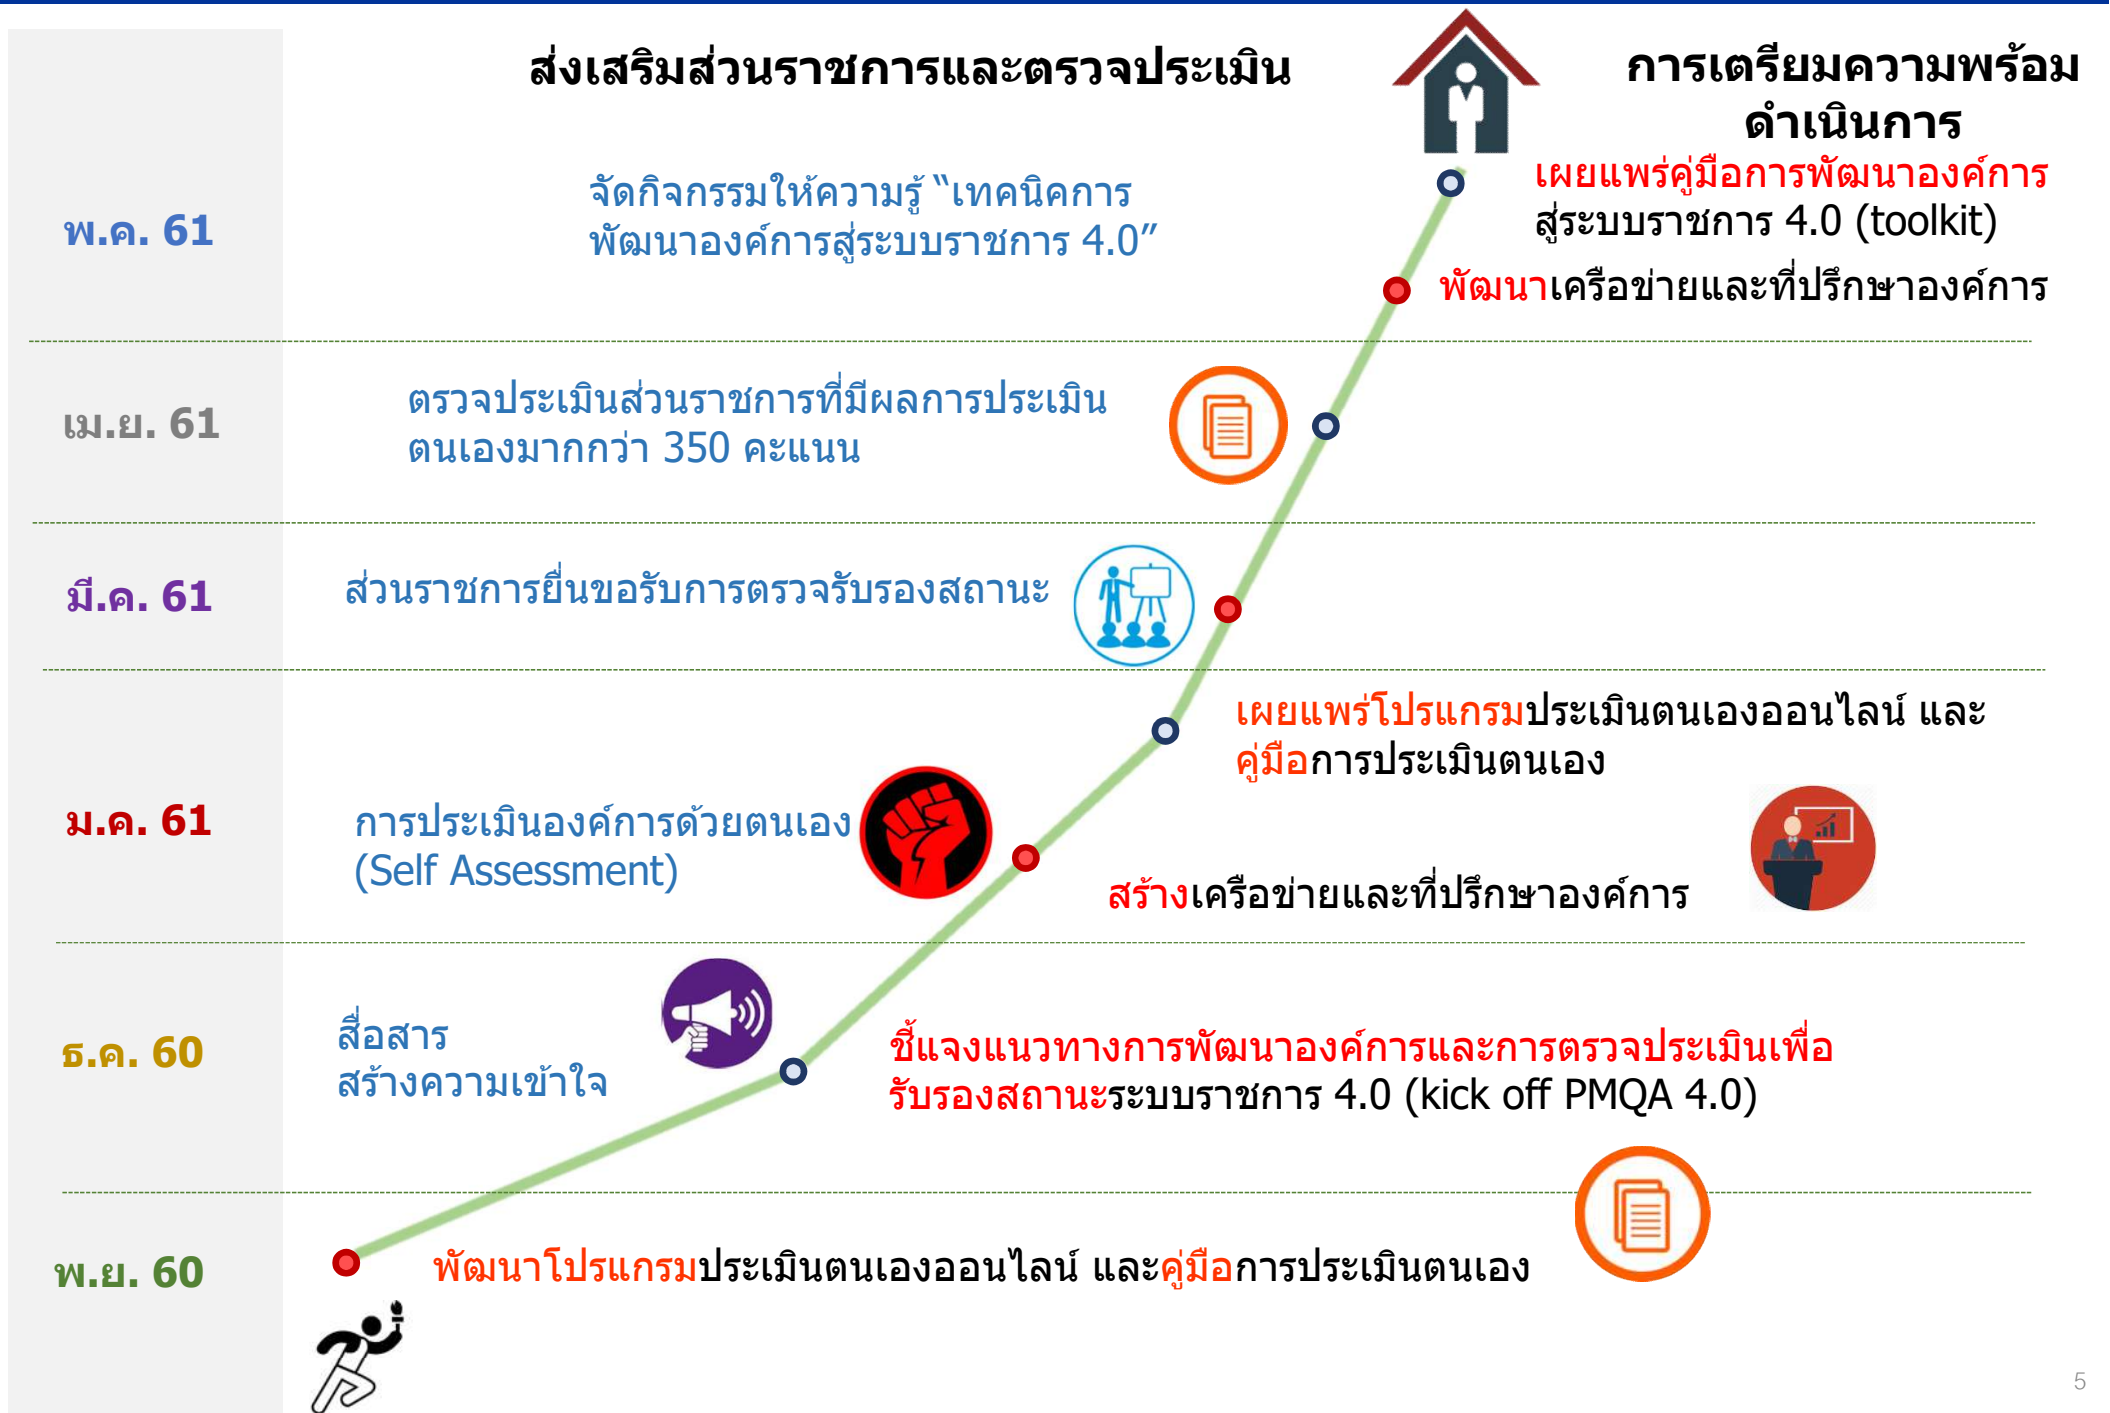 ส่งเสริมส่วนราชการและตรวจประเมิน
การเตรียมความพร้อม
ดำเนินการ
พ.ค. 61
จัดกิจกรรมให้ความรู้ “เทคนิคการ
พัฒนาองค์การสู่ระบบราชการ 4.0”
เผยแพร่คู่มือการพัฒนาองค์การ
สู่ระบบราชการ 4.0 (toolkit)
พัฒนาเครือข่ายและที่ปรึกษาองค์การ
เม.ย. 61
ตรวจประเมินส่วนราชการที่มีผลการประเมิน
ตนเองมากกว่า 350 คะแนน
มี.ค. 61
ส่วนราชการยื่นขอรับการตรวจรับรองสถานะ
เผยแพร่โปรแกรมประเมินตนเองออนไลน์ และ
คู่มือการประเมินตนเอง
ม.ค. 61
การประเมินองค์การด้วยตนเอง
(Self Assessment)
สร้างเครือข่ายและที่ปรึกษาองค์การ
ธ.ค. 60
สื่อสาร
สร้างความเข้าใจ
ชี้แจงแนวทางการพัฒนาองค์การและการตรวจประเมินเพื่อ
รับรองสถานะระบบราชการ 4.0 (kick off PMQA 4.0)
พ.ย. 60
พัฒนาโปรแกรมประเมินตนเองออนไลน์ และคู่มือการประเมินตนเอง
5